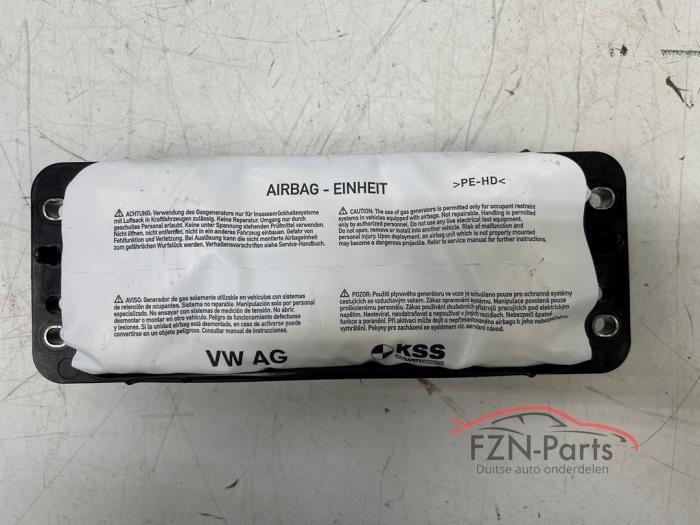 AIRBAG - EINHEIT
>PE-HD<
ACHTUNG: Verwendung des Gasgenerators nur für Insassenrückhaltesysteme
mit Luftsack in Kraftfahrzeugen zulässig. Keine Reparatur. Umgang nur durch
geschultes Personal erlaubt. Keine unter Spannung stehenden Prüfmittel verwenden.
Nicht öffnen, nicht entfernen, nicht in ein anderes Fahrzeug einbauen. Gefahr von
Fehlfunktion und Verletzung. Bei Auslösung kann die nicht montierte Airbageinheit
zum gefährlichen Wurfstück werden. Verhaltensvorschriften siehe Service-Handbuch.
CAUTION: The use of gas generators is permitted only for occupant restraint
systems in vehicles equipped with airbags. Not repairable. Handling is permitted
only by authorized personnel. Do not use any live electrical test equipment.
Do not open, remove or install into another vehicle. Risk of malfunction and
personal injury. Upon deployment, an airbag unit which is not properly mounted
may become a dangerous projectile. Refer to service manual for further instructions.
AVISO: Generador de gas solamente utilizable en vehículos con sistemas
de retención de ocupantes. Sistema no reparable. Manipulación solo por personal
especializado. No ensayar con sistemas de medición de tensión. No abrir,
desmontar o montar en otro vehículo. Peligro de funcionamiento defectuoso
y lesiones. Si la unidad airbag está desmontada, en caso de activarse puede
convertirse en un objeto peligroso. Consultar manual de instrucciones.
POZOR: Použití plynového generátoru ve voze je schváleno pouze pro ochranné systémy
cestujících se vzduchovým vakem. Zákaz opravování systému. Manipulace povolená pouze
vyškoleným osobám. Zákaz používání zkušebních přístrojů pracujících pod elektrickým
napětím. Neotevírat, neodstraňovat a nepoužívat v jiných vozidlech. Nebezpečí špatné
funkce a poranění. Při aktivaci může dojít u nepřimontovaného airbagu k jeho nebezpečnému
vymrštění. Pokyny pro zacházení se systémem viz. servisní návod.
VW AG
KSS
FZN-Parts
Duitse auto onderdelen